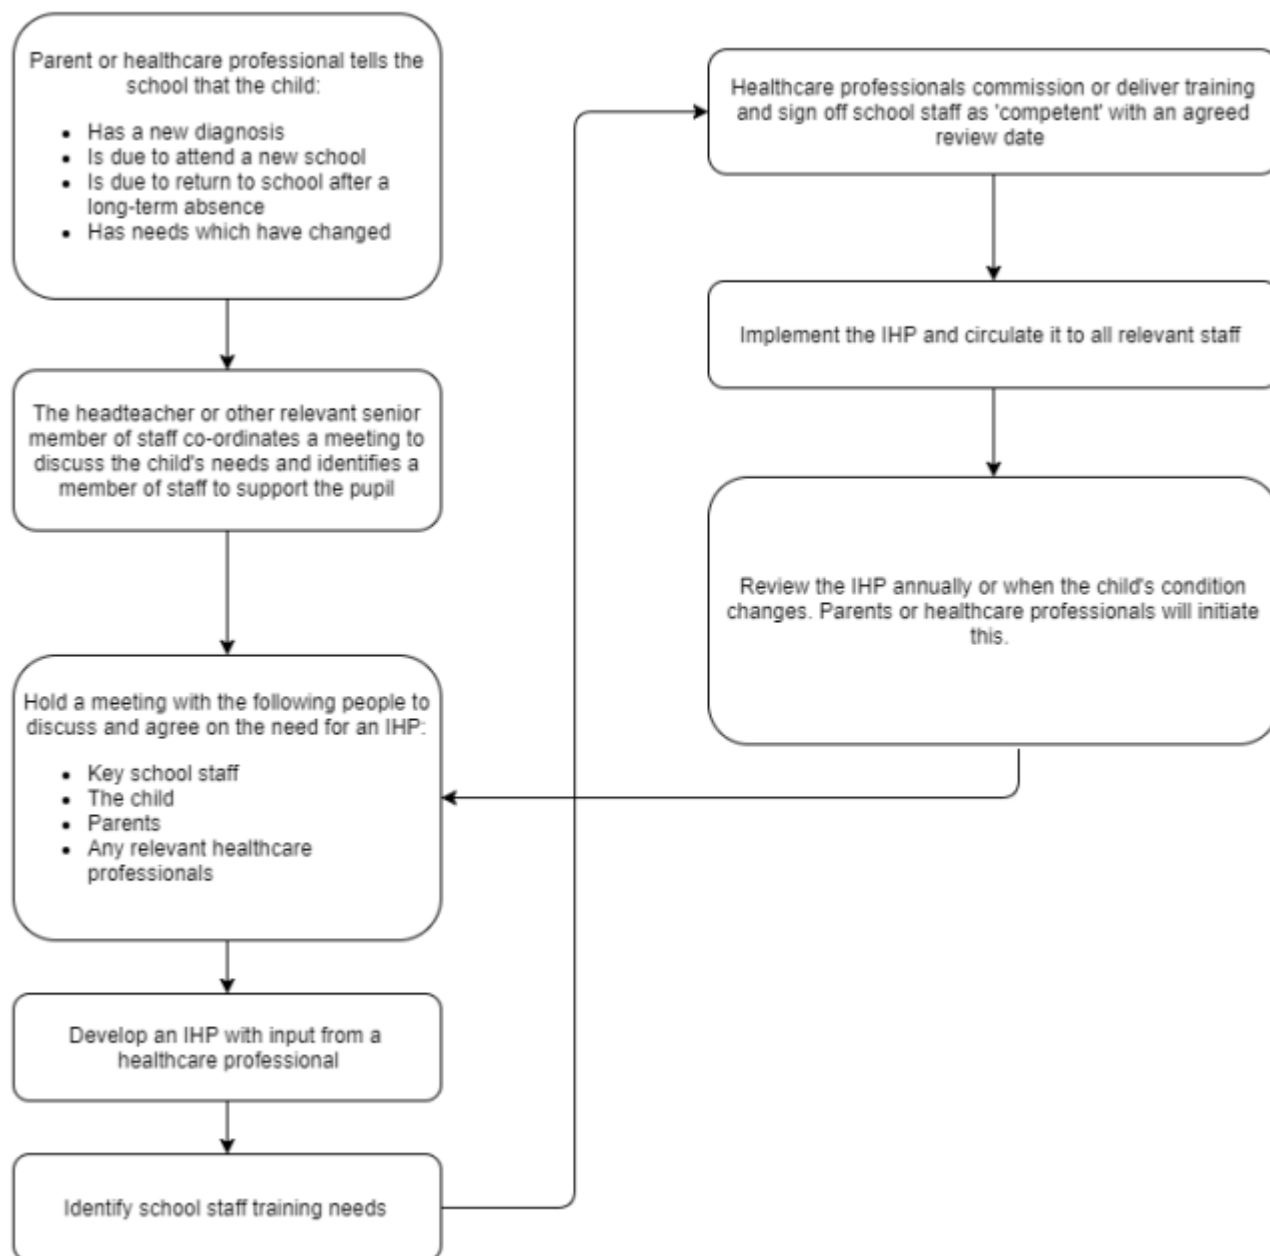 Parent or healthcare professional tells the
school that the child:
• Has a new diagnosis
• Is due to attend a new school
• Is due to return to school after a
long-term absence
• Has needs which have changed
The headteacher or other relevant senior
member of staff co-ordinates a meeting to
discuss the child's needs and identifies a
member of staff to support the pupil
Hold a meeting with the following people to
discuss and agree on the need for an IHP:
• Key school staff
• The child
• Parents
• Any relevant healthcare
professionals
Develop an IHP with input from a
healthcare professional
Identify school staff training needs
Healthcare professionals commission or deliver training
and sign off school staff as 'competent' with an agreed
review date
Implement the IHP and circulate it to all relevant staff
Review the IHP annually or when the child's condition
changes. Parents or healthcare professionals will initiate
this.